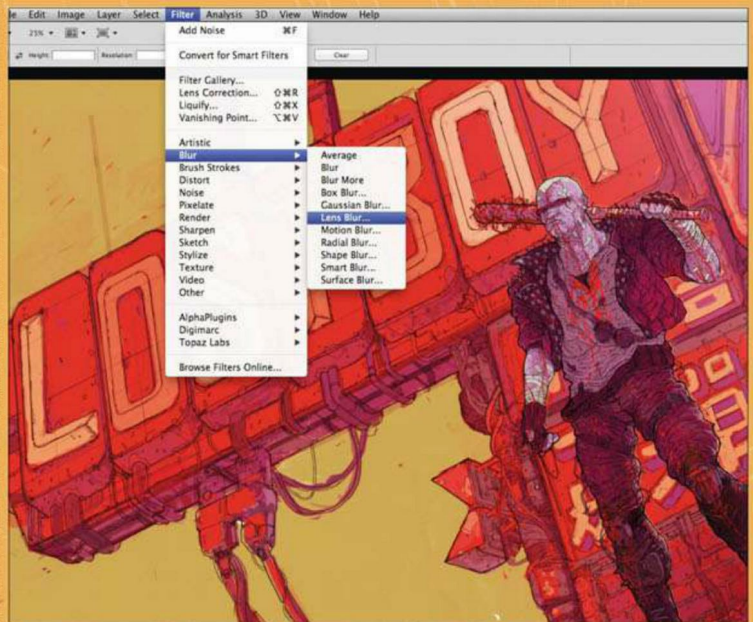 le Edit Image Layer Select Filter Analysis 3D View Window Help
25%
Height: Resolution: Clear
Add Noise ⌘F
Convert for Smart Filters
Filter Gallery...
Lens Correction... ⇧⌘R
Liquify... ⇧⌘X
Vanishing Point... ⌥⌘V
Artistic
Blur
Brush Strokes
Distort
Noise
Pixelate
Render
Sharpen
Sketch
Stylize
Texture
Video
Other
AlphaPlugins
Digimarc
Topaz Labs
Browse Filters Online...
Average
Blur
Blur More
Box Blur...
Gaussian Blur...
Lens Blur...
Motion Blur...
Radial Blur...
Shape Blur...
Smart Blur...
Surface Blur...
BOY
LO